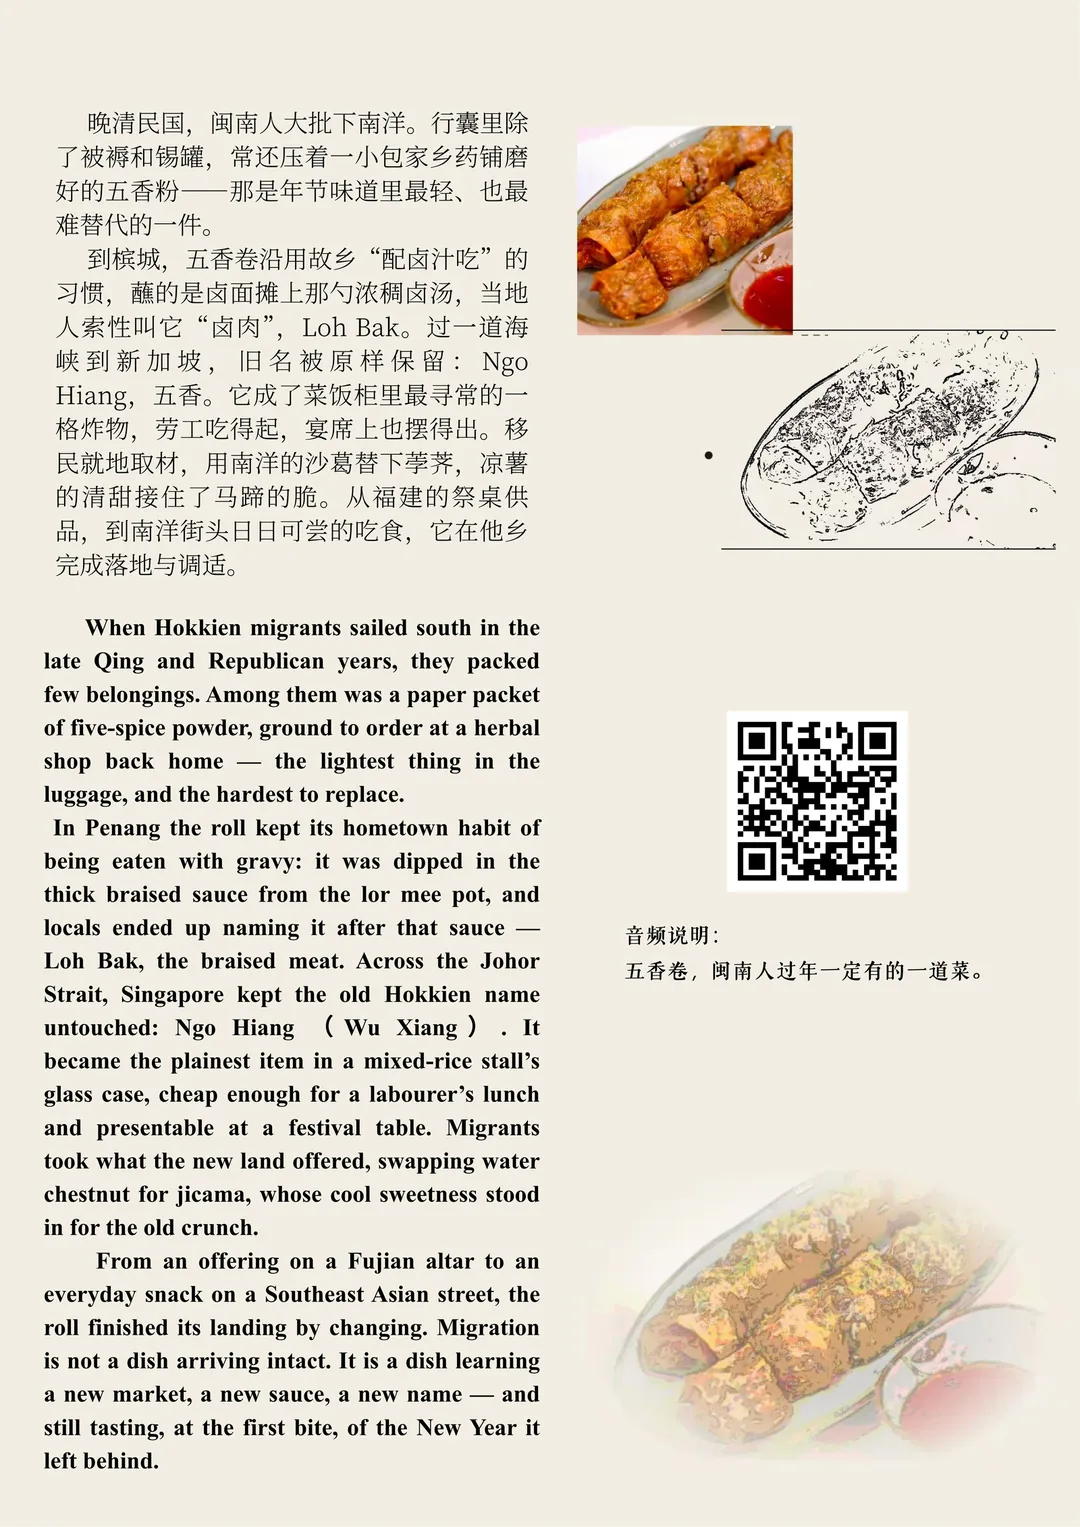 晚清民国，闽南人大批下南洋。行囊里除
了被褥和锡罐，常还压着一小包家乡药铺磨
好的五香粉——那是年节味道里最轻、也最
难替代的一件。
到槟城，五香卷沿用故乡“配卤汁吃”的
习惯，蘸的是卤面摊上那勺浓稠卤汤，当地
人索性叫它“卤肉”，Loh Bak。过一道海
峡到新加坡，旧名被原样保留：Ngo
Hiang，五香。它成了菜饭柜里最寻常的一
格炸物，劳工吃得起，宴席上也摆得出。移
民就地取材，用南洋的沙葛替下荸荠，凉薯
的清甜接住了马蹄的脆。从福建的祭桌供
品，到南洋街头日日可尝的吃食，它在他乡
完成落地与调适。
When Hokkien migrants sailed south in the
late Qing and Republican years, they packed
few belongings. Among them was a paper packet
of five-spice powder, ground to order at a herbal
shop back home — the lightest thing in the
luggage, and the hardest to replace.
In Penang the roll kept its hometown habit of
being eaten with gravy: it was dipped in the
thick braised sauce from the lor mee pot, and
locals ended up naming it after that sauce —
Loh Bak, the braised meat. Across the Johor
Strait, Singapore kept the old Hokkien name
untouched: Ngo Hiang （Wu Xiang）. It
became the plainest item in a mixed-rice stall’s
glass case, cheap enough for a labourer’s lunch
and presentable at a festival table. Migrants
took what the new land offered, swapping water
chestnut for jicama, whose cool sweetness stood
in for the old crunch.
From an offering on a Fujian altar to an
everyday snack on a Southeast Asian street, the
roll finished its landing by changing. Migration
is not a dish arriving intact. It is a dish learning
a new market, a new sauce, a new name — and
still tasting, at the first bite, of the New Year it
left behind.
音频说明：
五香卷，闽南人过年一定有的一道菜。